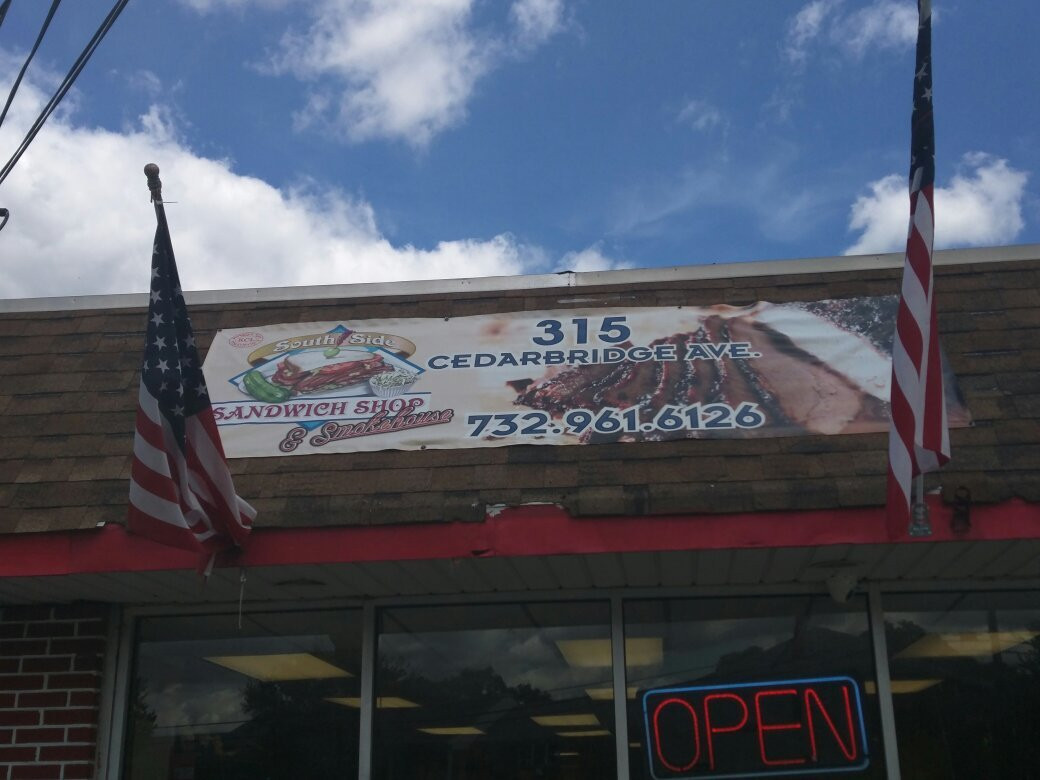 South Side
SANDWICH SHOP
& Smokehouse
315
CEDARBRIDGE AVE.
732.961.6126
OPEN